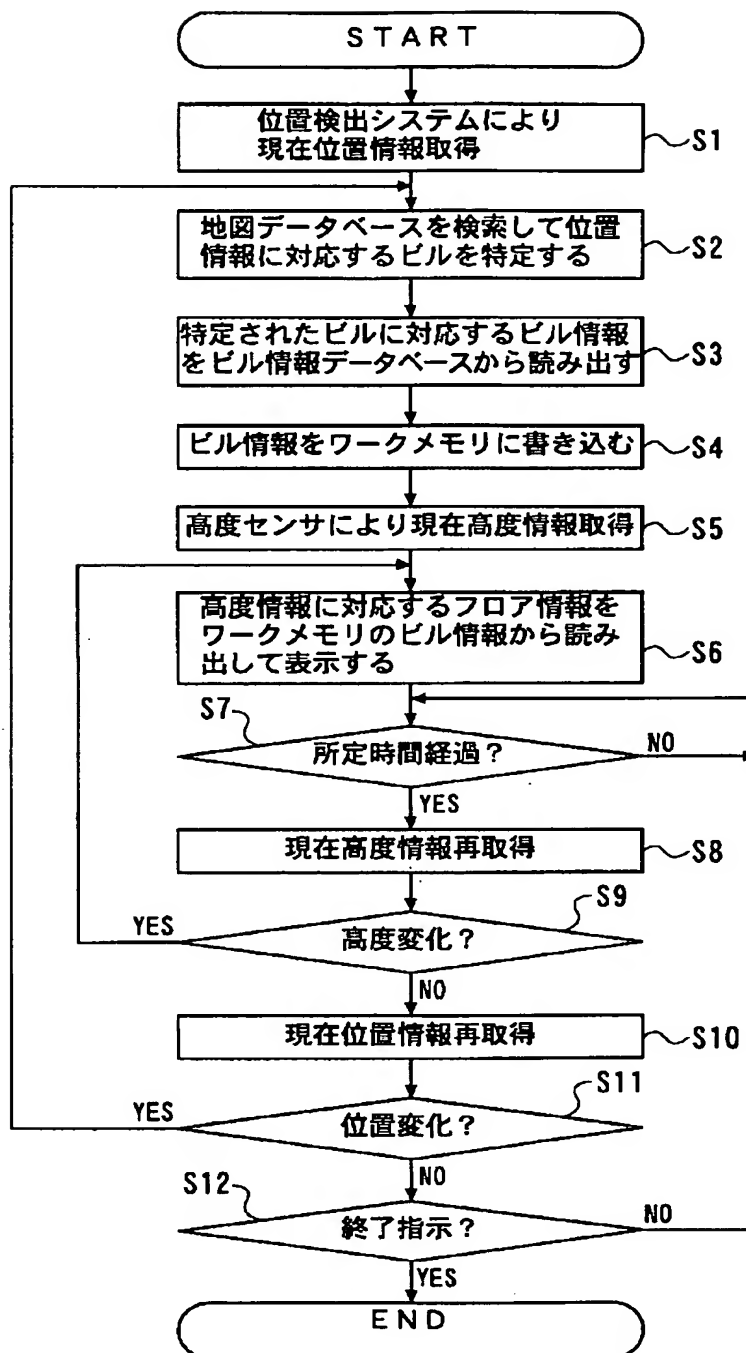 START
位置検出システムにより
現在位置情報取得
S1
地図データベースを検索して位置
情報に対応するビルを特定する
S2
特定されたビルに対応するビル情報
をビル情報データベースから読み出す
S3
ビル情報をワークメモリに書き込む
S4
高度センサにより現在高度情報取得
S5
高度情報に対応するフロア情報を
ワークメモリのビル情報から読み
出して表示する
S6
S7
所定時間経過?
NO
YES
現在高度情報再取得
S8
S9
YES
高度変化?
NO
現在位置情報再取得
S10
S11
YES
位置変化?
NO
S12
終了指示?
NO
YES
END